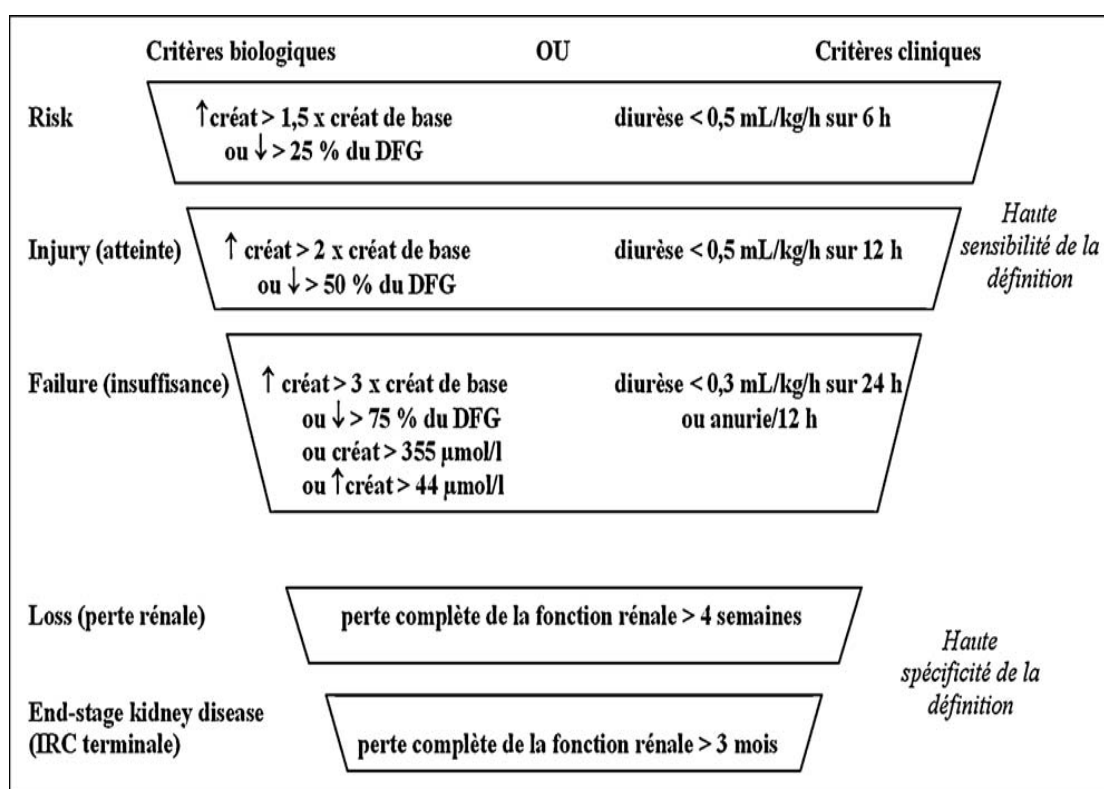 Critères biologiques OU Critères cliniques
Risk
↑créat > 1,5 x créat de base
ou ↓ > 25 % du DFG
diurèse < 0,5 mL/kg/h sur 6 h
Injury (atteinte)
↑ créat > 2 x créat de base
ou ↓ > 50 % du DFG
diurèse < 0,5 mL/kg/h sur 12 h
Haute
sensibilité de la
définition
Failure (insuffisance)
↑ créat > 3 x créat de base
ou ↓ > 75 % du DFG
ou créat > 355 µmol/l
ou ↑créat > 44 µmol/l
diurèse < 0,3 mL/kg/h sur 24 h
ou anurie/12 h
Loss (perte rénale)
perte complète de la fonction rénale > 4 semaines
Haute
spécificité de la
définition
End-stage kidney disease
(IRC terminale)
perte complète de la fonction rénale > 3 mois